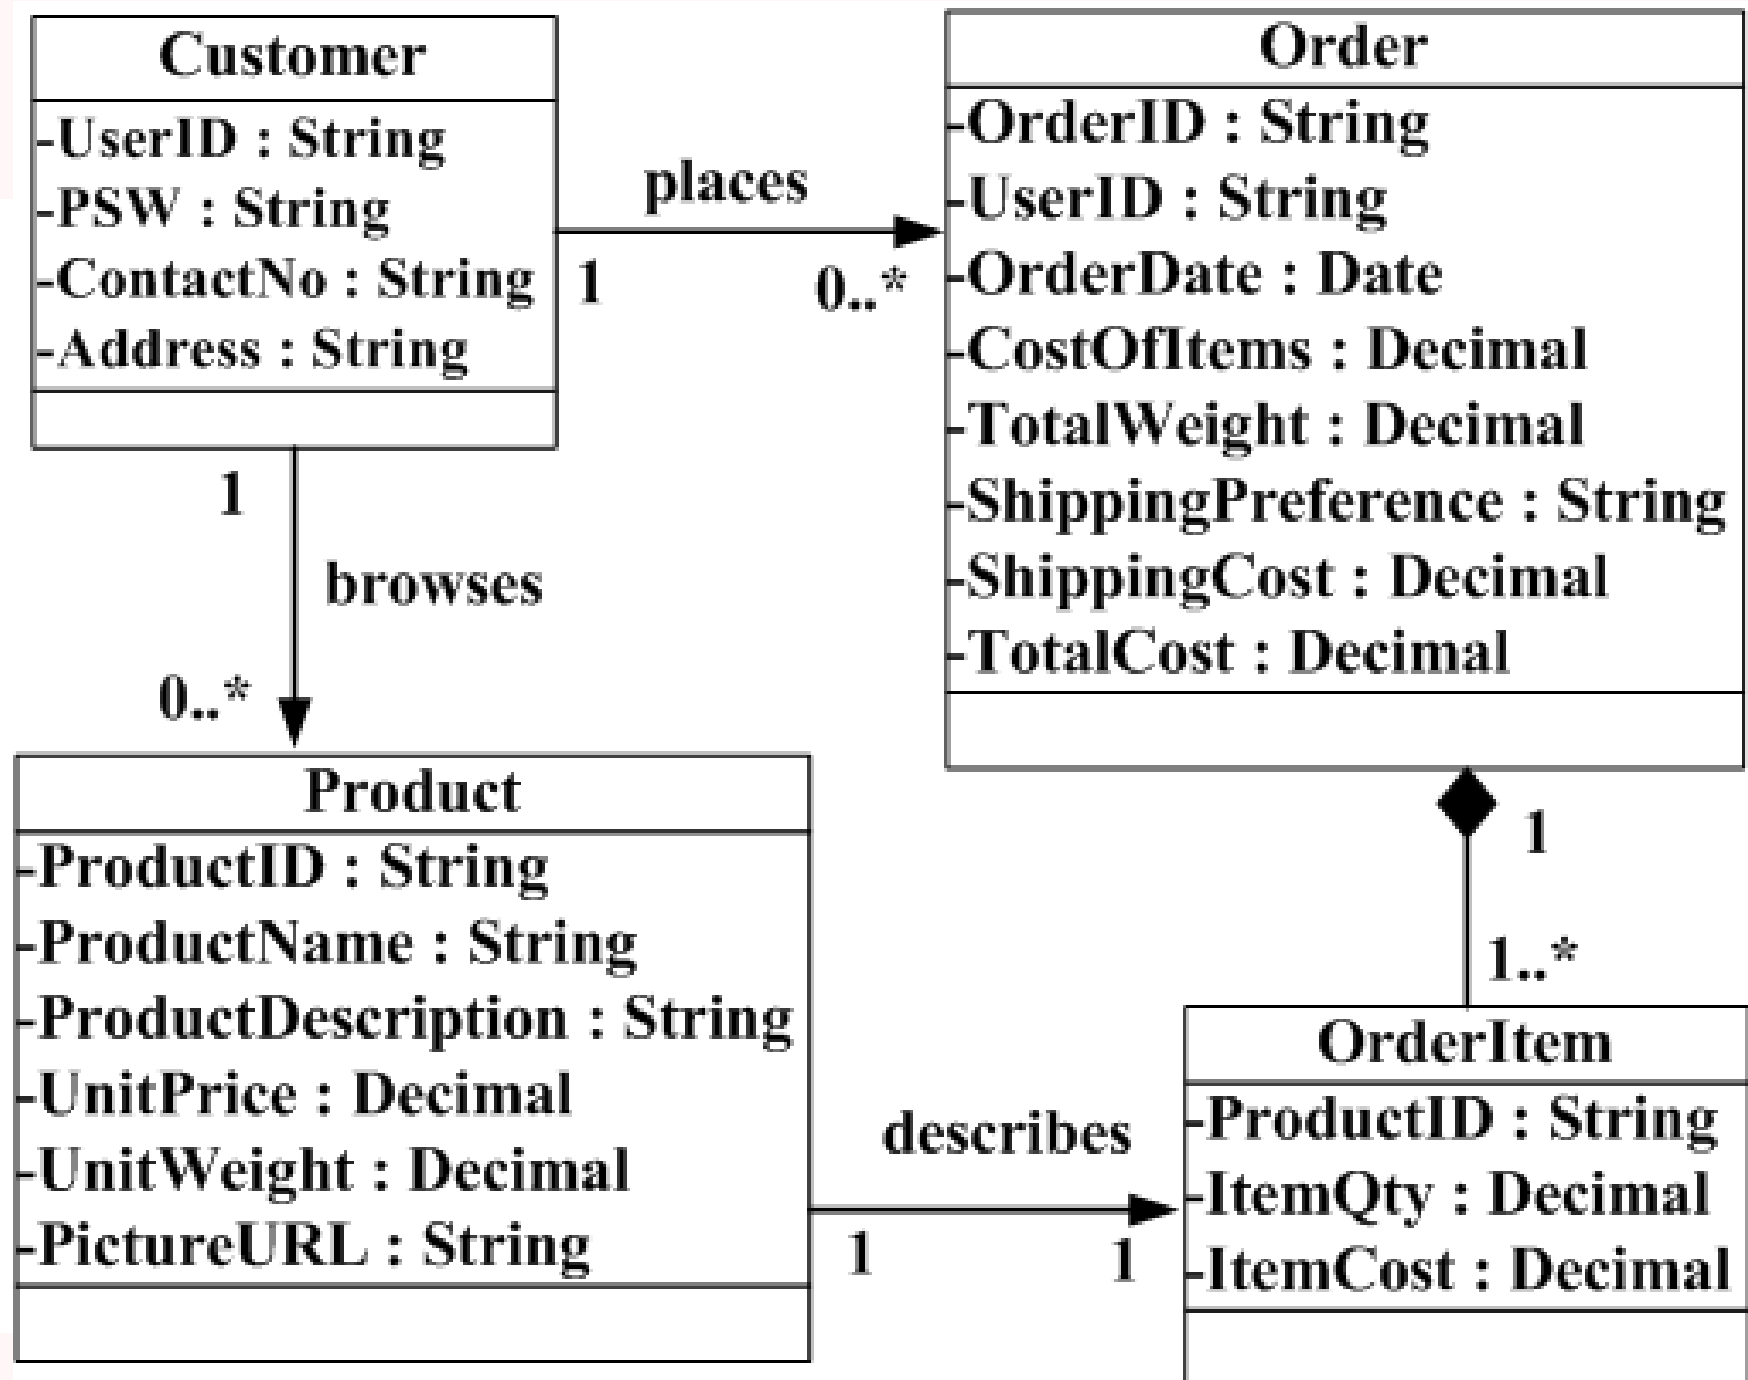 Customer
-UserID : String
-PSW : String
-ContactNo : String
-Address : String
places
1
0..*
Order
-OrderID : String
-UserID : String
-OrderDate : Date
-CostOfItems : Decimal
-TotalWeight : Decimal
-ShippingPreference : String
-ShippingCost : Decimal
-TotalCost : Decimal
1
browses
0..*
Product
-ProductID : String
-ProductName : String
-ProductDescription : String
-UnitPrice : Decimal
-UnitWeight : Decimal
-PictureURL : String
describes
1
1
1
1..*
OrderItem
-ProductID : String
-ItemQty : Decimal
-ItemCost : Decimal